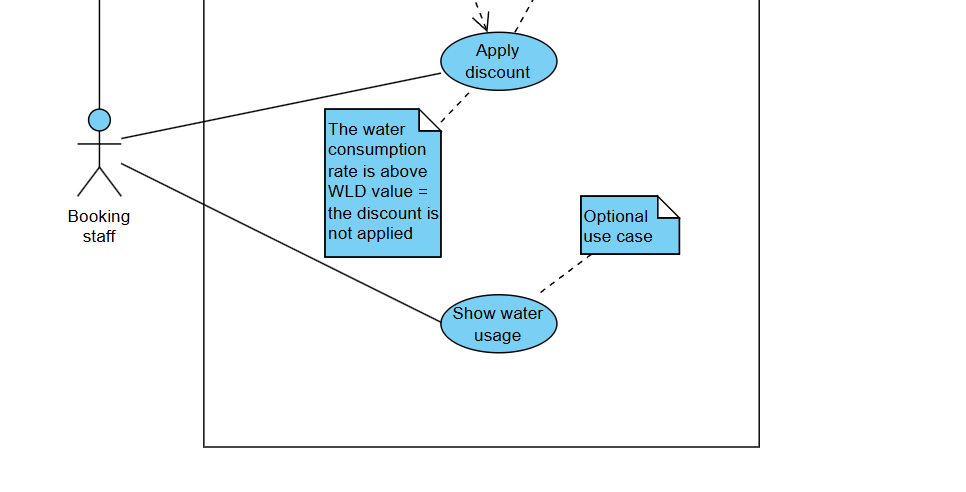 Apply
discount
The water
consumption
rate is above
WLD value =
the discount is
not applied
Booking
staff
Optional
use case
Show water
usage